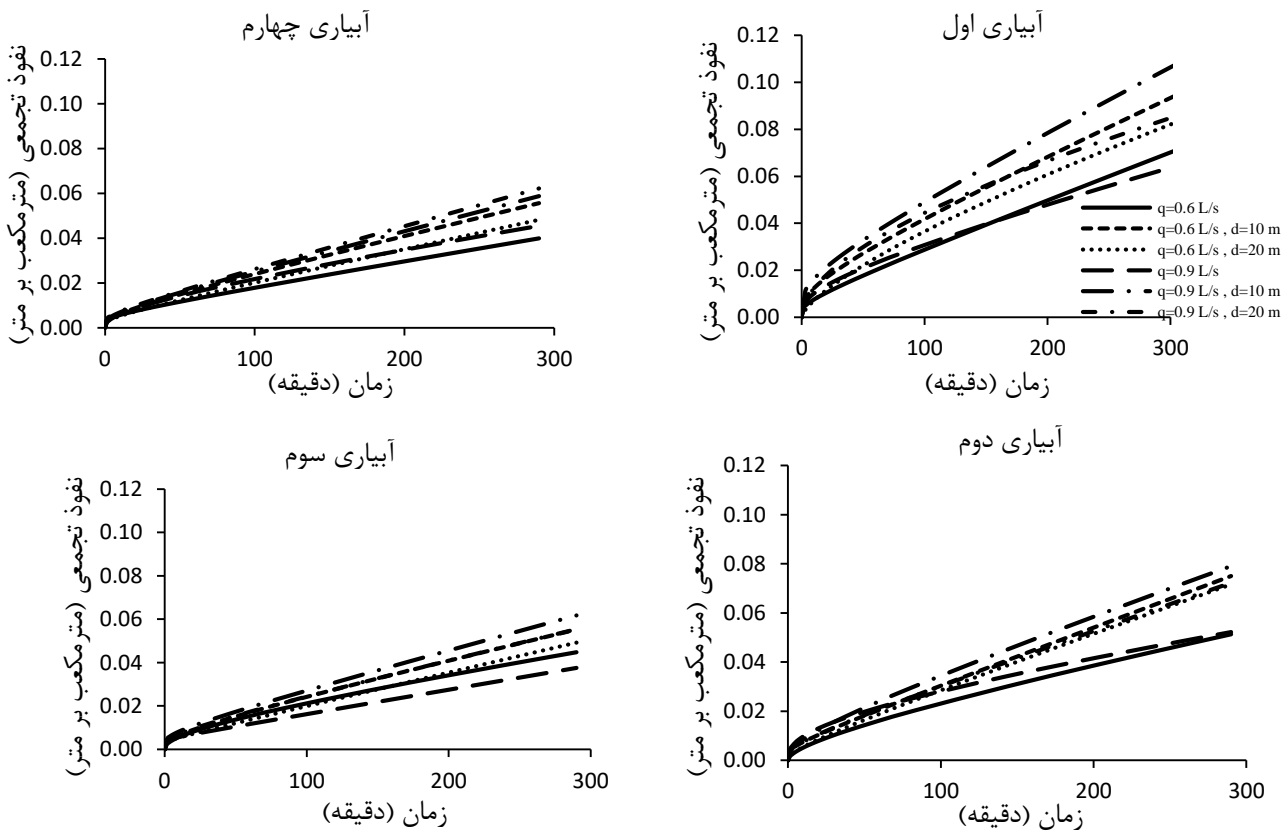 آبیاری اول
نفوذ تجمعی (مترمکعب بر متر)
0.12
0.10
0.08
0.06
0.04
0.02
0.00
0 100 200 300
زمان (دقیقه)
q=0.6 L/s
q=0.6 L/s , d=10 m
q=0.6 L/s , d=20 m
q=0.9 L/s
q=0.9 L/s , d=10 m
q=0.9 L/s , d=20 m
آبیاری چهارم
نفوذ تجمعی (مترمکعب بر متر)
0.12
0.10
0.08
0.06
0.04
0.02
0.00
0 100 200 300
زمان (دقیقه)
آبیاری دوم
نفوذ تجمعی (مترمکعب بر متر)
0.12
0.10
0.08
0.06
0.04
0.02
0.00
0 100 200 300
زمان (دقیقه)
آبیاری سوم
نفوذ تجمعی (مترمکعب بر متر)
0.12
0.10
0.08
0.06
0.04
0.02
0.00
0 100 200 300
زمان (دقیقه)